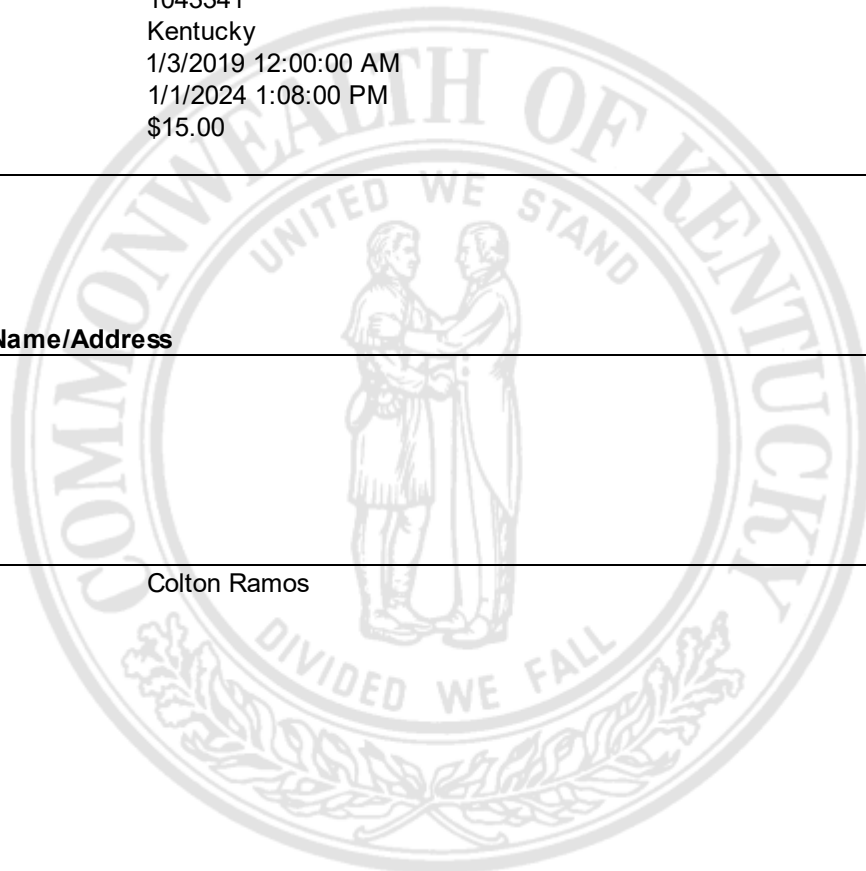 Kentucky
1/3/2019 12:00:00 AM
1/1/2024 1:08:00 PM
$15.00
COMMONWEALTH OF KENTUCKY
UNITED WE STAND
Name/Address
Colton Ramos
DIVIDED WE FALL